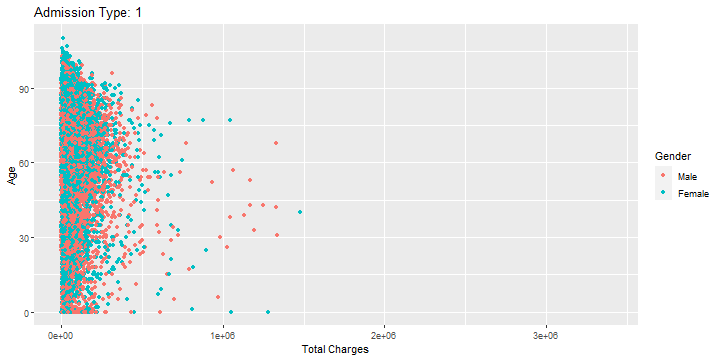 Admission Type: 1
Age
90
60
30
0
0e+00
1e+06
2e+06
3e+06
Total Charges
Gender
Male
Female